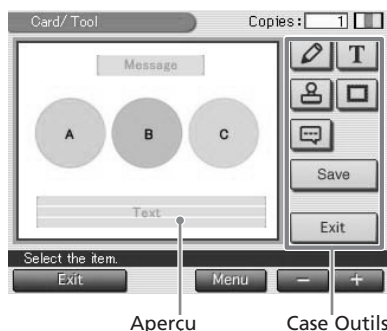 Card/Tool
Copies: 1
Message
T
A B C
Text
Save
Exit
Select the item.
Exit Menu – +
Apercu Case Outils